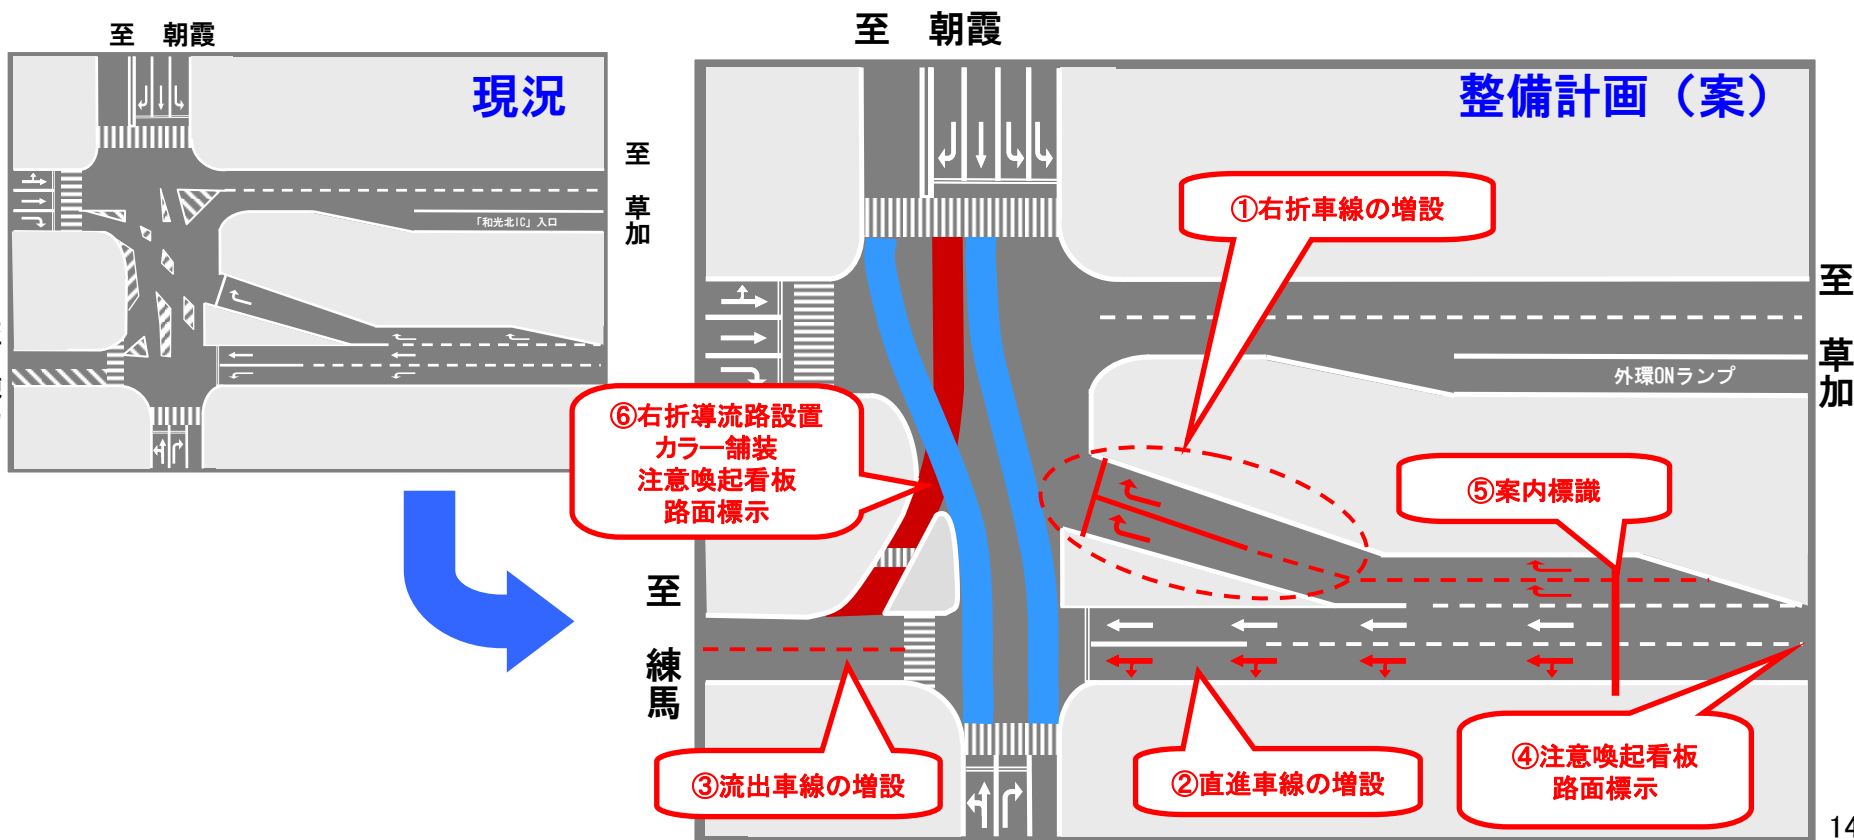 至 朝霞
現況
至 草加
「和光北IC」入口
至 朝霞
整備計画（案）
①右折車線の増設
至 草加
外環ONランプ
⑥右折導流路設置
カラー舗装
注意喚起看板
路面標示
⑤案内標識
至 練馬
③流出車線の増設
②直進車線の増設
④注意喚起看板
路面標示
14